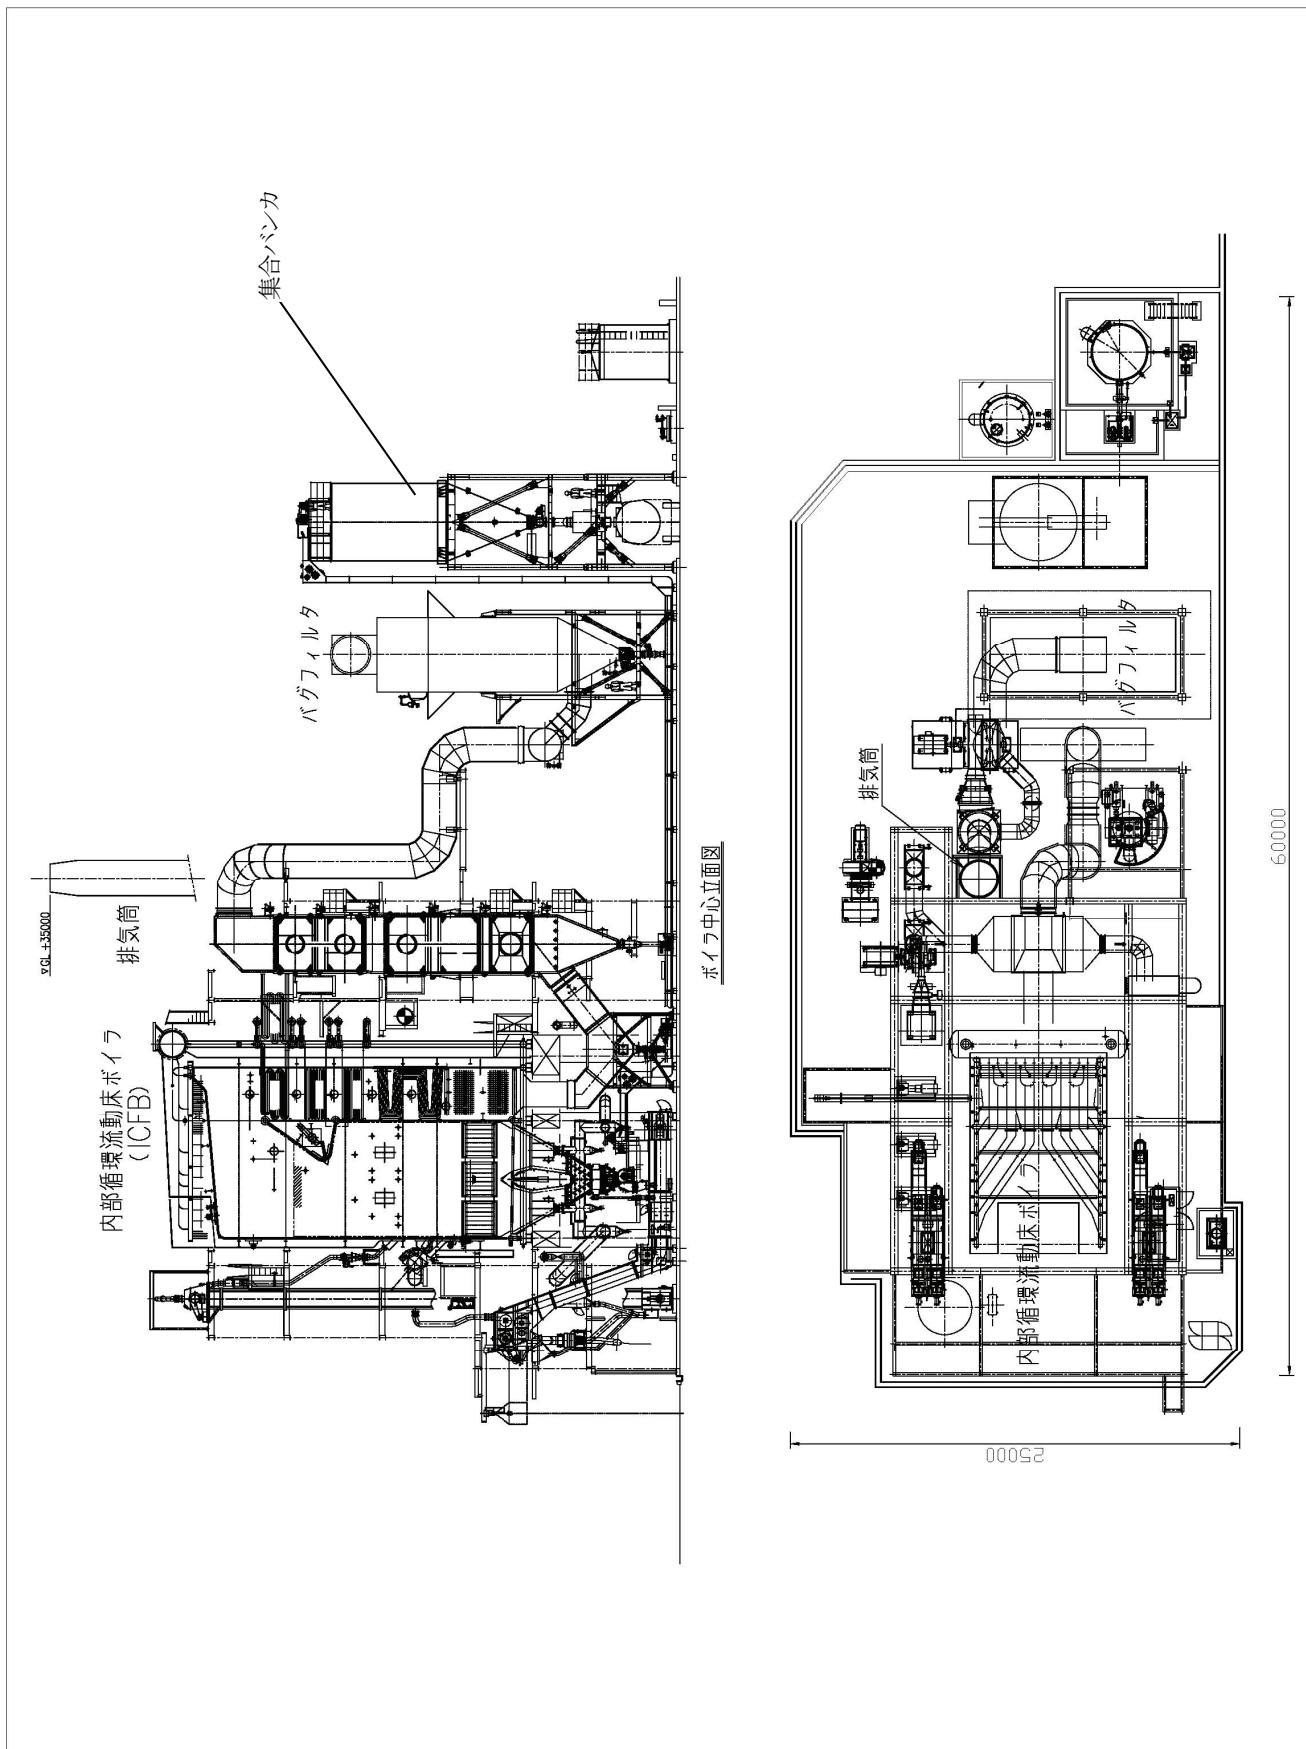 ▽GL +35000
排気筒
内部循環流動床ボイラ
(ICFB)
バグフィルタ
集合バンカ
ボイラ中心立面図
排気筒
バグフィルタ
内部循環流動床ボイラ
25000
60000